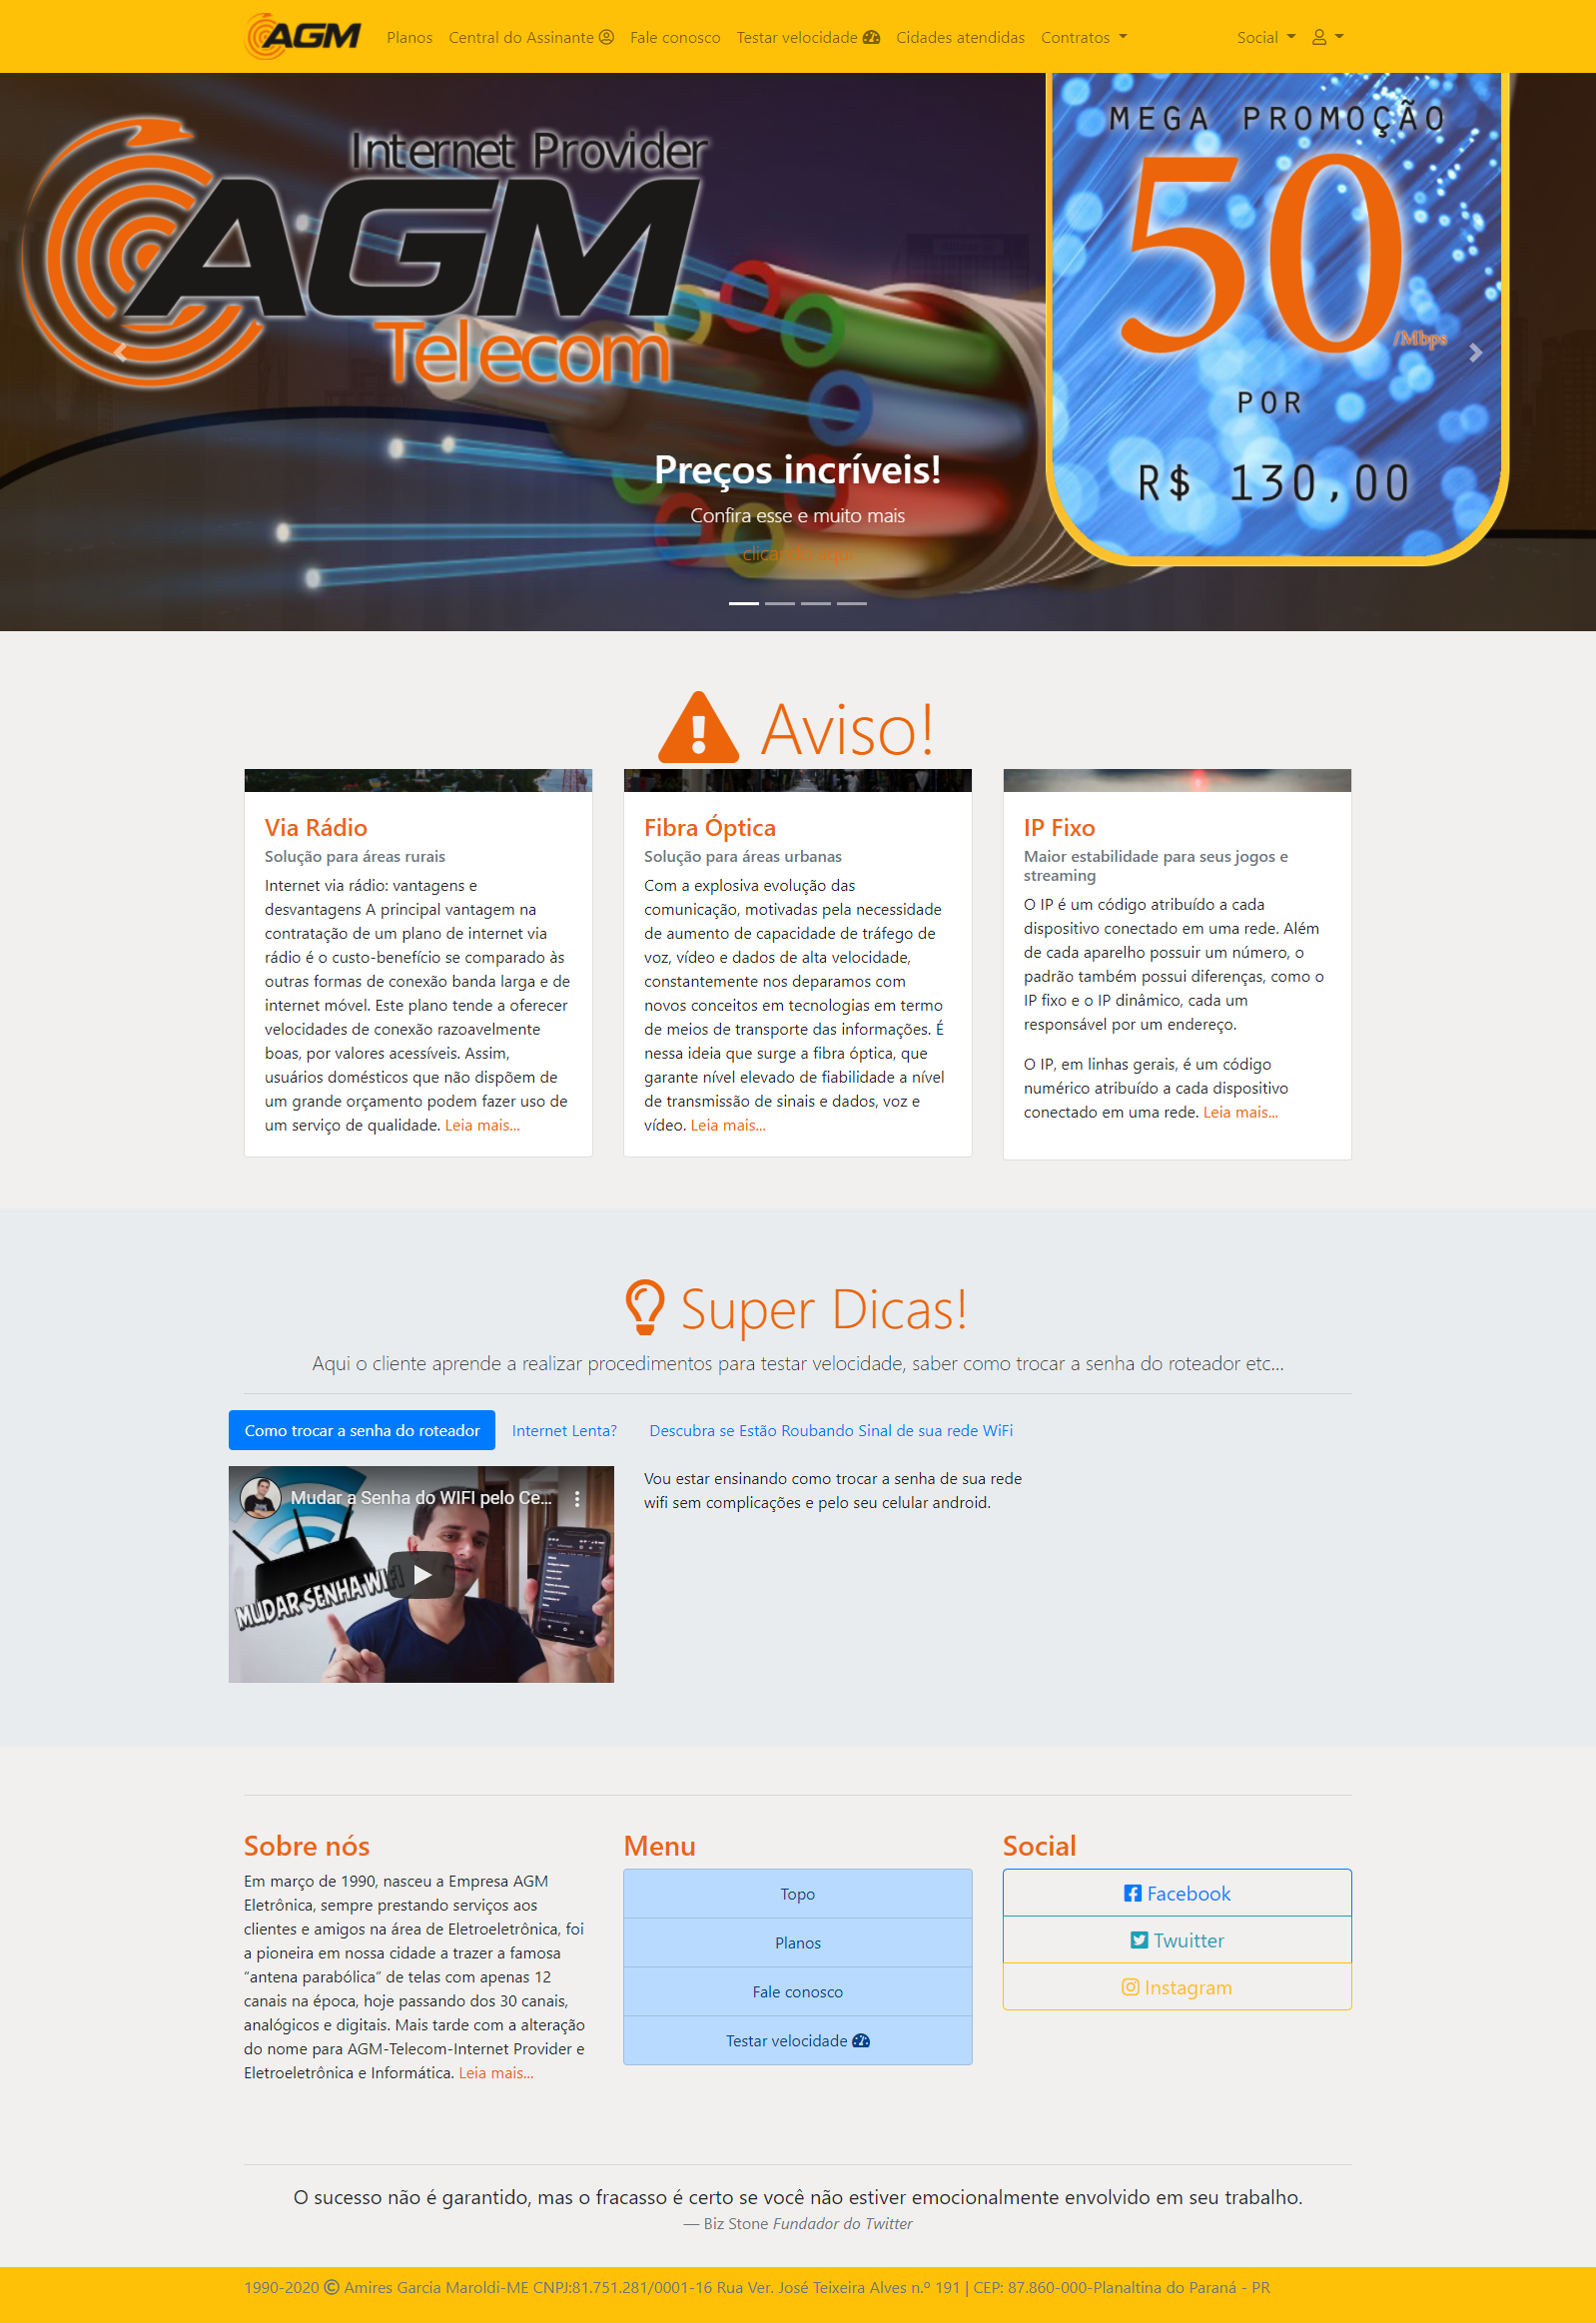 AGM
Planos
Central do Assinante
Fale conosco
Testar velocidade
Cidades atendidas
Contratos
Social
Internet Provider
AGM
Telecom
MEGA PROMOÇÃO
50
/Mbps
POR
R$ 130,00
Preços incríveis!
Confira esse e muito mais
clicando aqui
Aviso!
Via Rádio
Solução para áreas rurais
Internet via rádio: vantagens e
desvantagens A principal vantagem na
contratação de um plano de internet via
rádio é o custo-benefício se comparado às
outras formas de conexão banda larga e de
internet móvel. Este plano tende a oferecer
velocidades de conexão razoavelmente
boas, por valores acessíveis. Assim,
usuários domésticos que não dispõem de
um grande orçamento podem fazer uso de
um serviço de qualidade. Leia mais...
Fibra Óptica
Solução para áreas urbanas
Com a explosiva evolução das
comunicação, motivadas pela necessidade
de aumento de capacidade de tráfego de
voz, vídeo e dados de alta velocidade,
constantemente nos deparamos com
novos conceitos em tecnologias em termo
de meios de transporte das informações. É
nessa ideia que surge a fibra óptica, que
garante nível elevado de fiabilidade a nível
de transmissão de sinais e dados, voz e
vídeo. Leia mais...
IP Fixo
Maior estabilidade para seus jogos e
streaming
O IP é um código atribuído a cada
dispositivo conectado em uma rede. Além
de cada aparelho possuir um número, o
padrão também possui diferenças, como o
IP fixo e o IP dinâmico, cada um
responsável por um endereço.
O IP, em linhas gerais, é um código
numérico atribuído a cada dispositivo
conectado em uma rede. Leia mais...
Super Dicas!
Aqui o cliente aprende a realizar procedimentos para testar velocidade, saber como trocar a senha do roteador etc...
Como trocar a senha do roteador
Internet Lenta?
Descubra se Estão Roubando Sinal de sua rede WiFi
Mudar a Senha do WIFI pelo Ce...
MUDAR SENHA WIFI
Vou estar ensinando como trocar a senha de sua rede
wifi sem complicações e pelo seu celular android.
Sobre nós
Em março de 1990, nasceu a Empresa AGM
Eletrônica, sempre prestando serviços aos
clientes e amigos na área de Eletroeletrônica, foi
a pioneira em nossa cidade a trazer a famosa
“antena parabólica” de telas com apenas 12
canais na época, hoje passando dos 30 canais,
analógicos e digitais. Mais tarde com a alteração
do nome para AGM-Telecom-Internet Provider e
Eletroeletrônica e Informática. Leia mais...
Menu
Topo
Planos
Fale conosco
Testar velocidade
Social
Facebook
Twuitter
Instagram
O sucesso não é garantido, mas o fracasso é certo se você não estiver emocionalmente envolvido em seu trabalho.
— Biz Stone Fundador do Twitter
1990-2020 © Amires Garcia Maroldi-ME CNPJ:81.751.281/0001-16 Rua Ver. José Teixeira Alves n.º 191 | CEP: 87.860-000-Planaltina do Paraná - PR